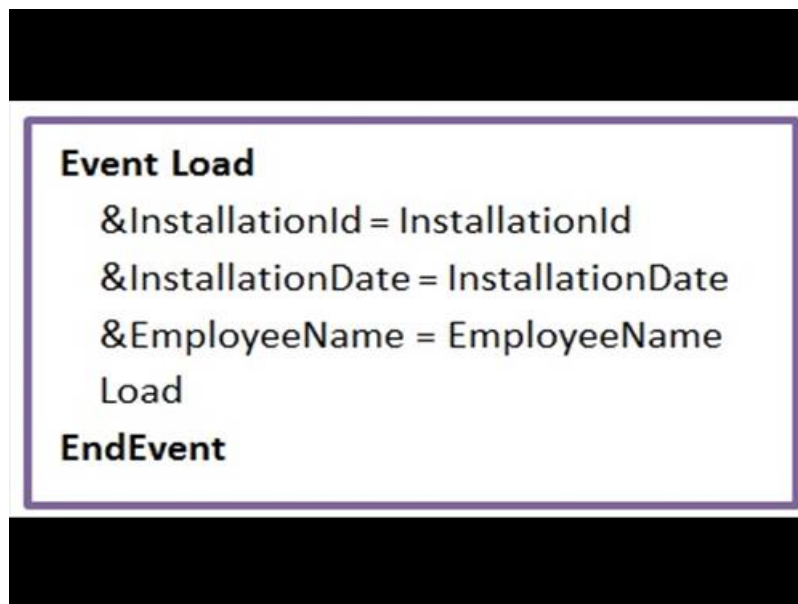 Event Load
&InstallationId = InstallationId
&InstallationDate = InstallationDate
&EmployeeName = EmployeeName
Load
EndEvent